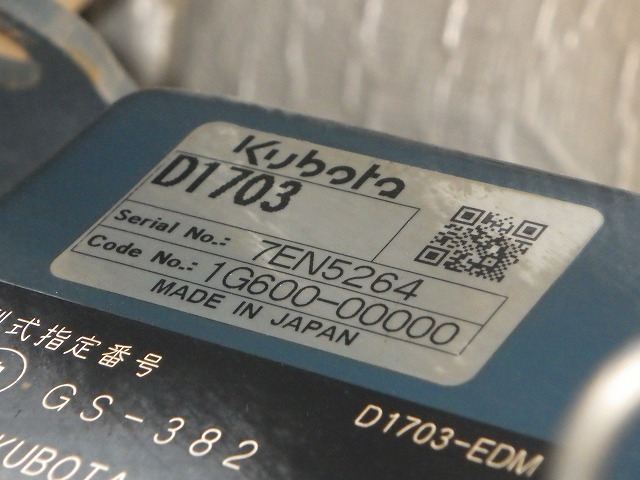 Kubota
D1703
Serial No.: 7EN5264
Code No.: 1G600-00000
MADE IN JAPAN
式指定番号
GS-382
D1703-EDM
KUBOTA